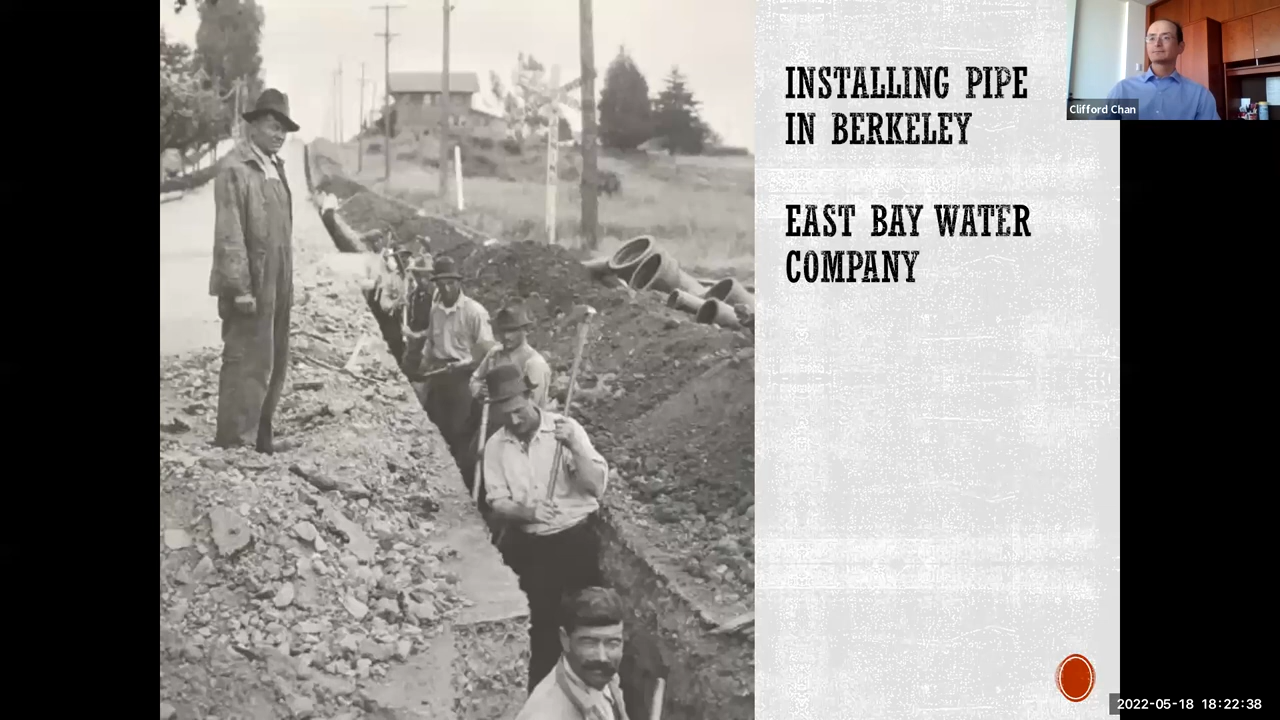 INSTALLING PIPE
IN BERKELEY
EAST BAY WATER
COMPANY
Clifford Chan
2022-05-18 18:22:38